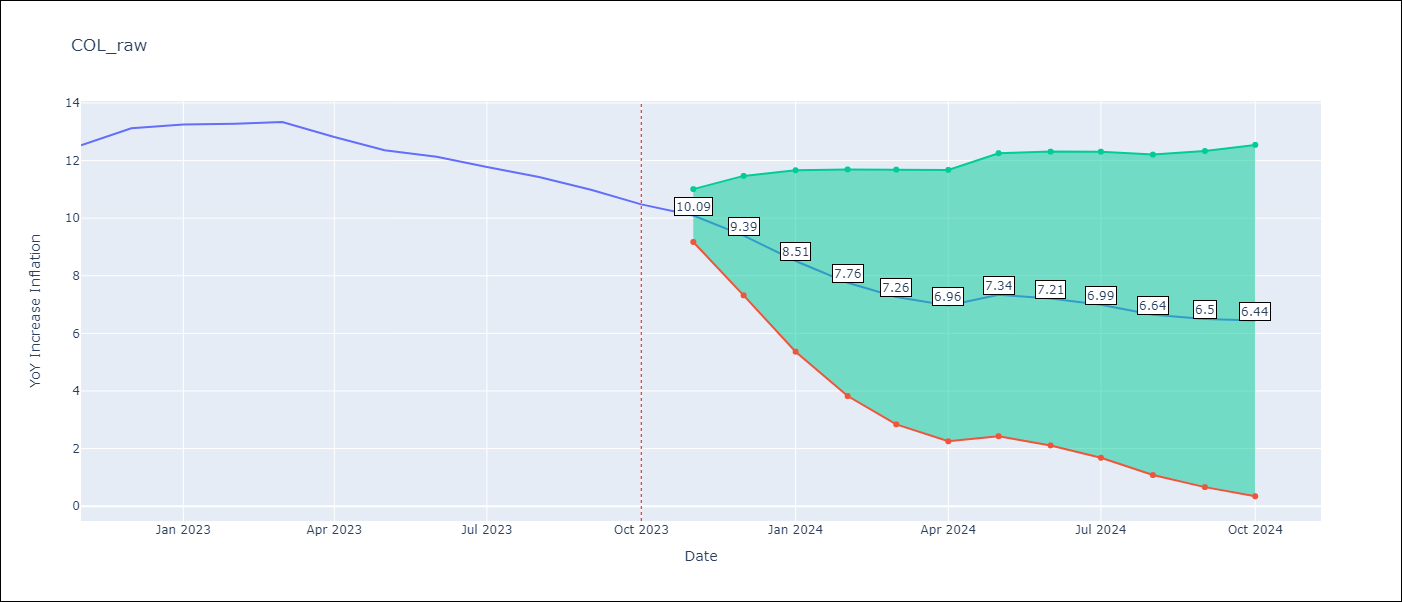 COL_raw
14
12
10
8
6
4
2
0
YoY Increase Inflation
10.09
9.39
8.51
7.76
7.26
6.96
7.34
7.21
6.99
6.64
6.5
6.44
Jan 2023
Apr 2023
Jul 2023
Oct 2023
Jan 2024
Apr 2024
Jul 2024
Oct 2024
Date